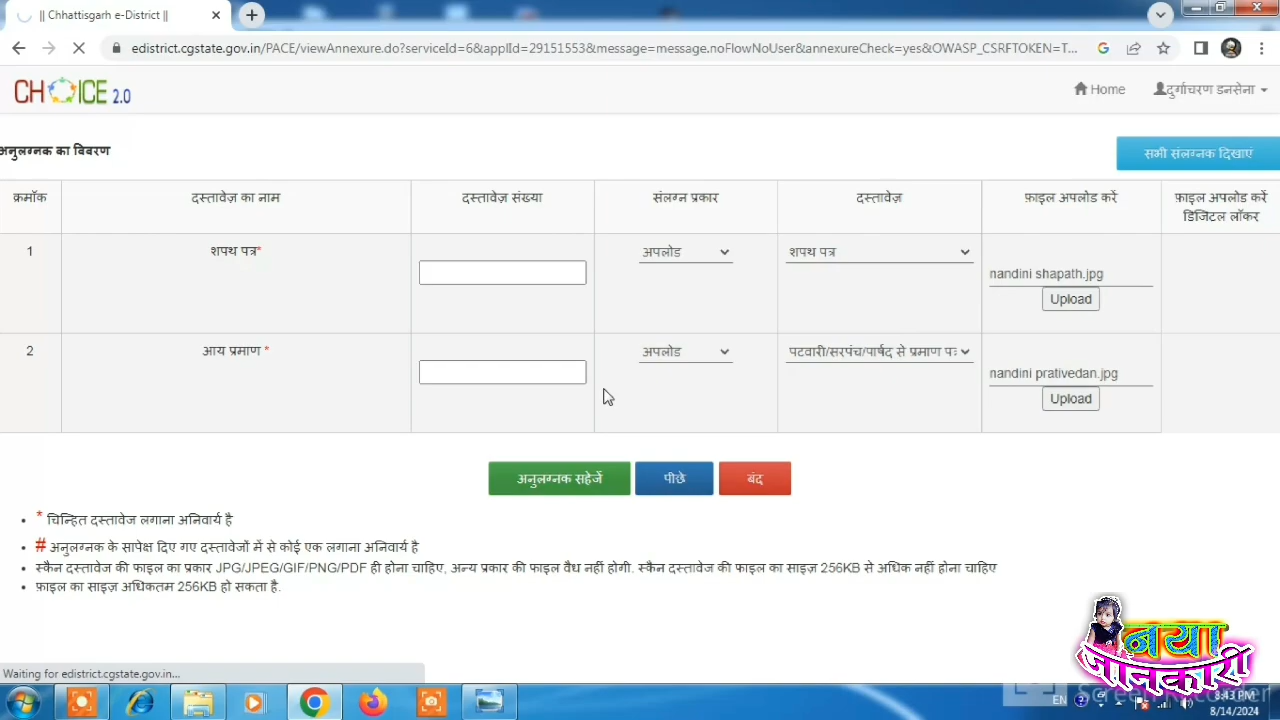 || Chhattisgarh e-District ||
edistrict.cgstate.gov.in/PACE/viewAnnexure.do?serviceId=6&applId=29151553&message=message.noFlowNoUser&annexureCheck=yes&OWASP_CSRFTOKEN=T...
CHOICE 2.0
Home
दुर्गाचरण डनसेना
अनुलग्नक का विवरण
सभी संलग्नक दिखाएं
क्रमाँक दस्तावेज़ का नाम दस्तावेज़ संख्या संलग्न प्रकार दस्तावेज़ फ़ाइल अपलोड करें फ़ाइल अपलोड करें डिजिटल लॉकर
1 शपथ पत्र* अपलोड शपथ पत्र
nandini shapath.jpg
Upload
2 आय प्रमाण * अपलोड पटवारी/सरपंच/पार्षद से प्रमाण पत्र
nandini prativedan.jpg
Upload
अनुलग्नक सहेजें पीछे बंद
* चिन्हित दस्तावेज लगाना अनिवार्य है
# अनुलग्नक के सापेक्ष दिए गए दस्तावेजों में से कोई एक लगाना अनिवार्य है
स्कैन दस्तावेज की फाइल का प्रकार JPG/JPEG/GIF/PNG/PDF ही होना चाहिए, अन्य प्रकार की फाइल वैध नहीं होगी. स्कैन दस्तावेज की फाइल का साइज़ 256KB से अधिक नहीं होना चाहिए
फ़ाइल का साइज़ अधिकतम 256KB हो सकता है.
नया
जानकारी
Waiting for edistrict.cgstate.gov.in...
Screen Recorder
EN
8:43 PM
8/14/2024